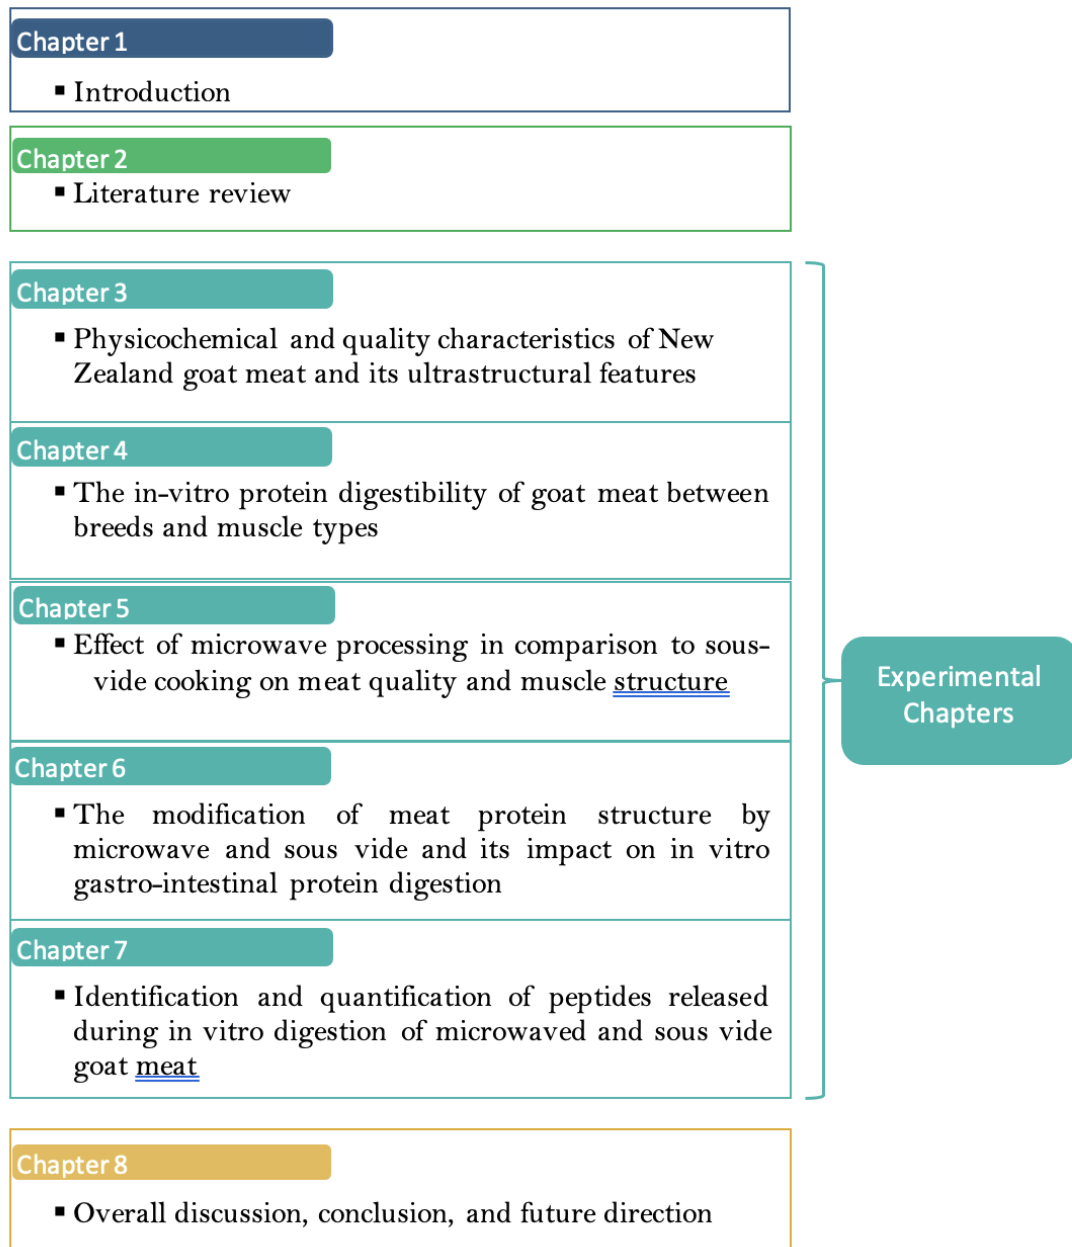 Chapter 1
▪ Introduction
Chapter 2
▪ Literature review
Chapter 3
▪ Physicochemical and quality characteristics of New
Zealand goat meat and its ultrastructural features
Chapter 4
▪ The in-vitro protein digestibility of goat meat between
breeds and muscle types
Chapter 5
▪ Effect of microwave processing in comparison to sous-
vide cooking on meat quality and muscle structure
Chapter 6
▪ The modification of meat protein structure by
microwave and sous vide and its impact on in vitro
gastro-intestinal protein digestion
Chapter 7
▪ Identification and quantification of peptides released
during in vitro digestion of microwaved and sous vide
goat meat
Experimental
Chapters
Chapter 8
▪ Overall discussion, conclusion, and future direction